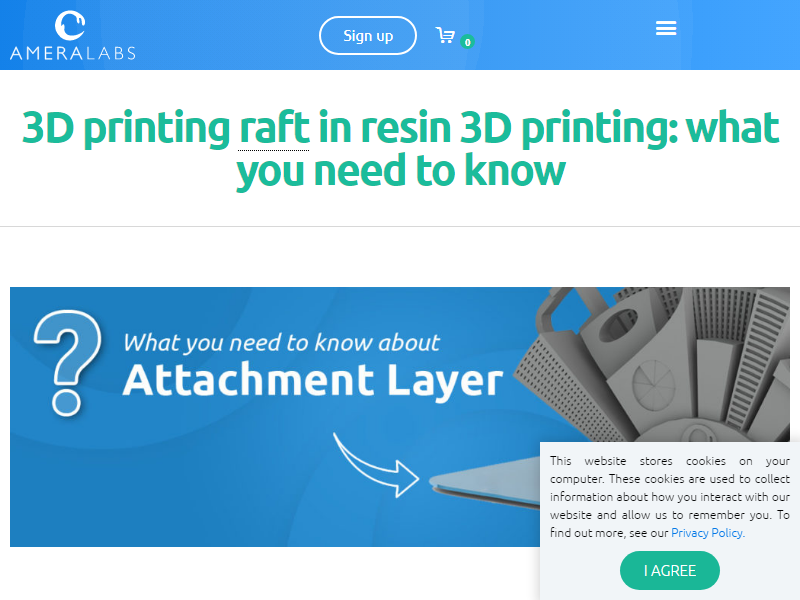 AMERALABS
Sign up
0
3D printing raft in resin 3D printing: what
you need to know
?
What you need to know about
Attachment Layer
This website stores cookies on your
computer. These cookies are used to collect
information about how you interact with our
website and allow us to remember you. To
find out more, see our Privacy Policy.
I AGREE